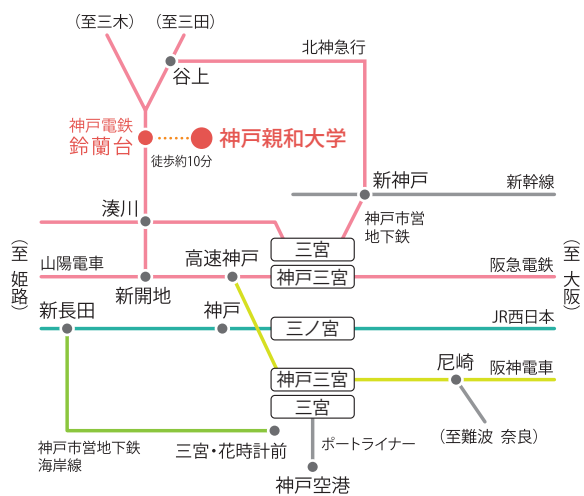 （至三木）
（至三田）
北神急行
谷上
神戸電鉄
鈴蘭台
神戸親和大学
徒歩約10分
新神戸
新幹線
湊川
神戸市営
地下鉄
三宮
（至 姫路）
山陽電車
高速神戸
神戸三宮
阪急電鉄
（至 大阪）
新開地
新長田
神戸
三ノ宮
JR西日本
尼崎
神戸三宮
阪神電車
三宮
神戸市営地下鉄
海岸線
三宮・花時計前
ポートライナー
（至難波 奈良）
神戸空港